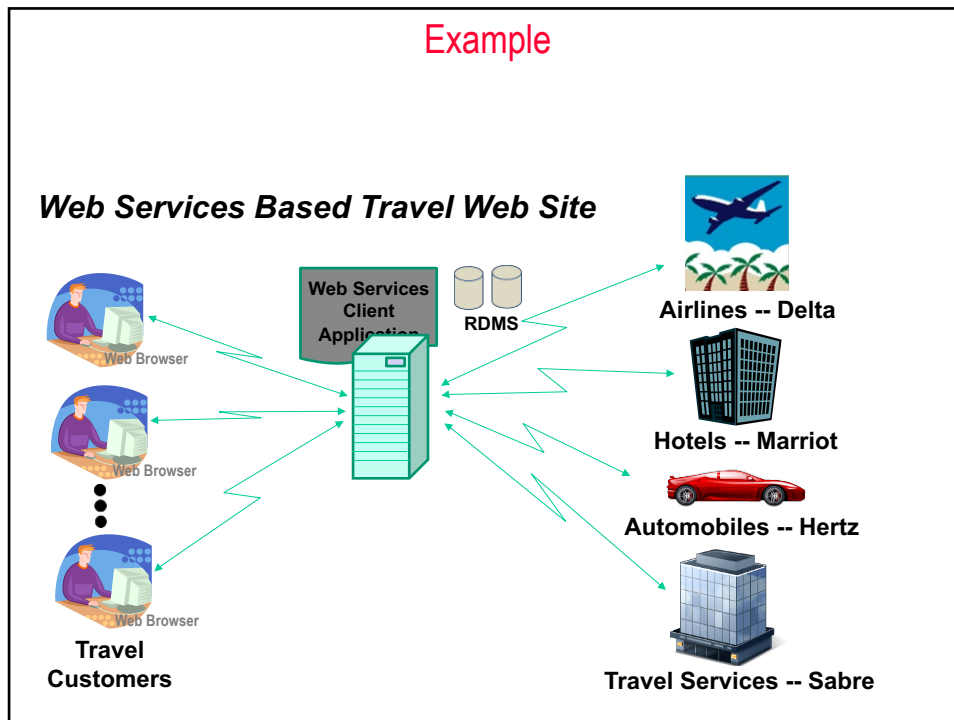 Example
Web Services Based Travel Web Site
Web Services
Client
Application
RDMS
Web Browser
Web Browser
Web Browser
Travel
Customers
Airlines -- Delta
Hotels -- Marriot
Automobiles -- Hertz
Travel Services -- Sabre